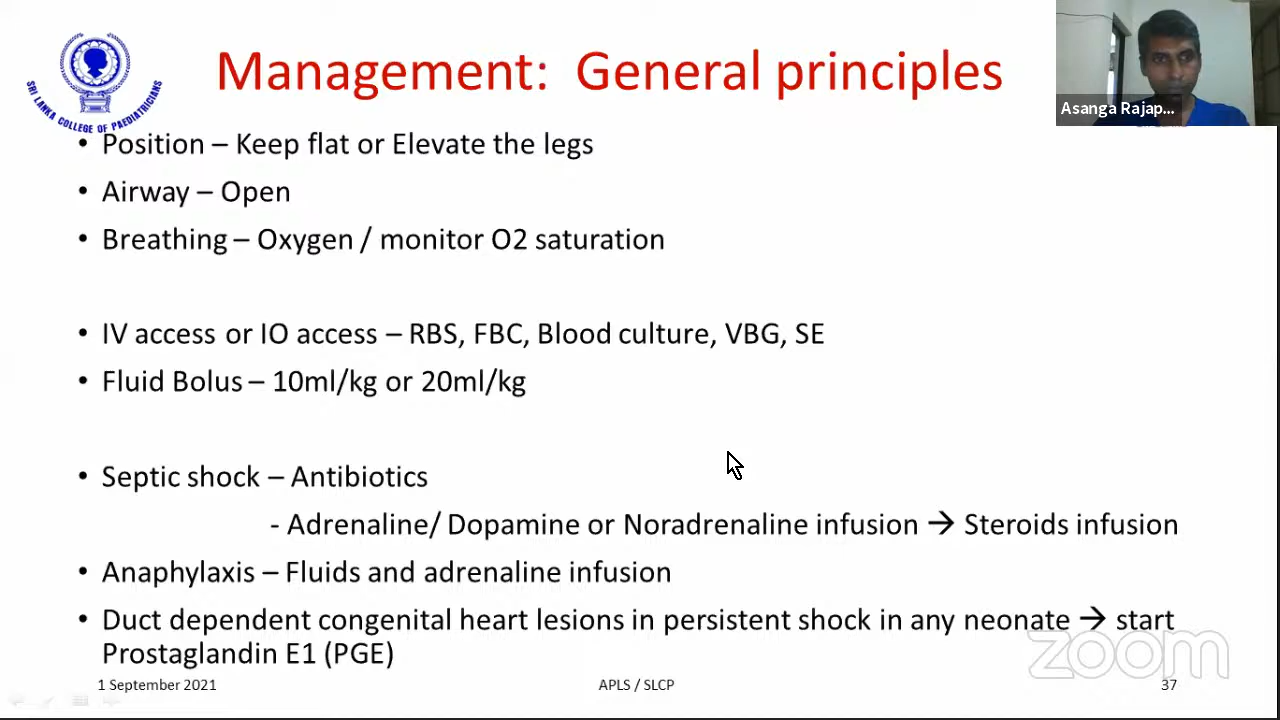 Management: General principles
Asanga Rajap...
SRI LANKA COLLEGE OF PAEDIATRICIANS
• Position – Keep flat or Elevate the legs
• Airway – Open
• Breathing – Oxygen / monitor O2 saturation
• IV access or IO access – RBS, FBC, Blood culture, VBG, SE
• Fluid Bolus – 10ml/kg or 20ml/kg
• Septic shock – Antibiotics
- Adrenaline/ Dopamine or Noradrenaline infusion → Steroids infusion
• Anaphylaxis – Fluids and adrenaline infusion
• Duct dependent congenital heart lesions in persistent shock in any neonate → start
Prostaglandin E1 (PGE)
zoom
1 September 2021
APLS / SLCP
37